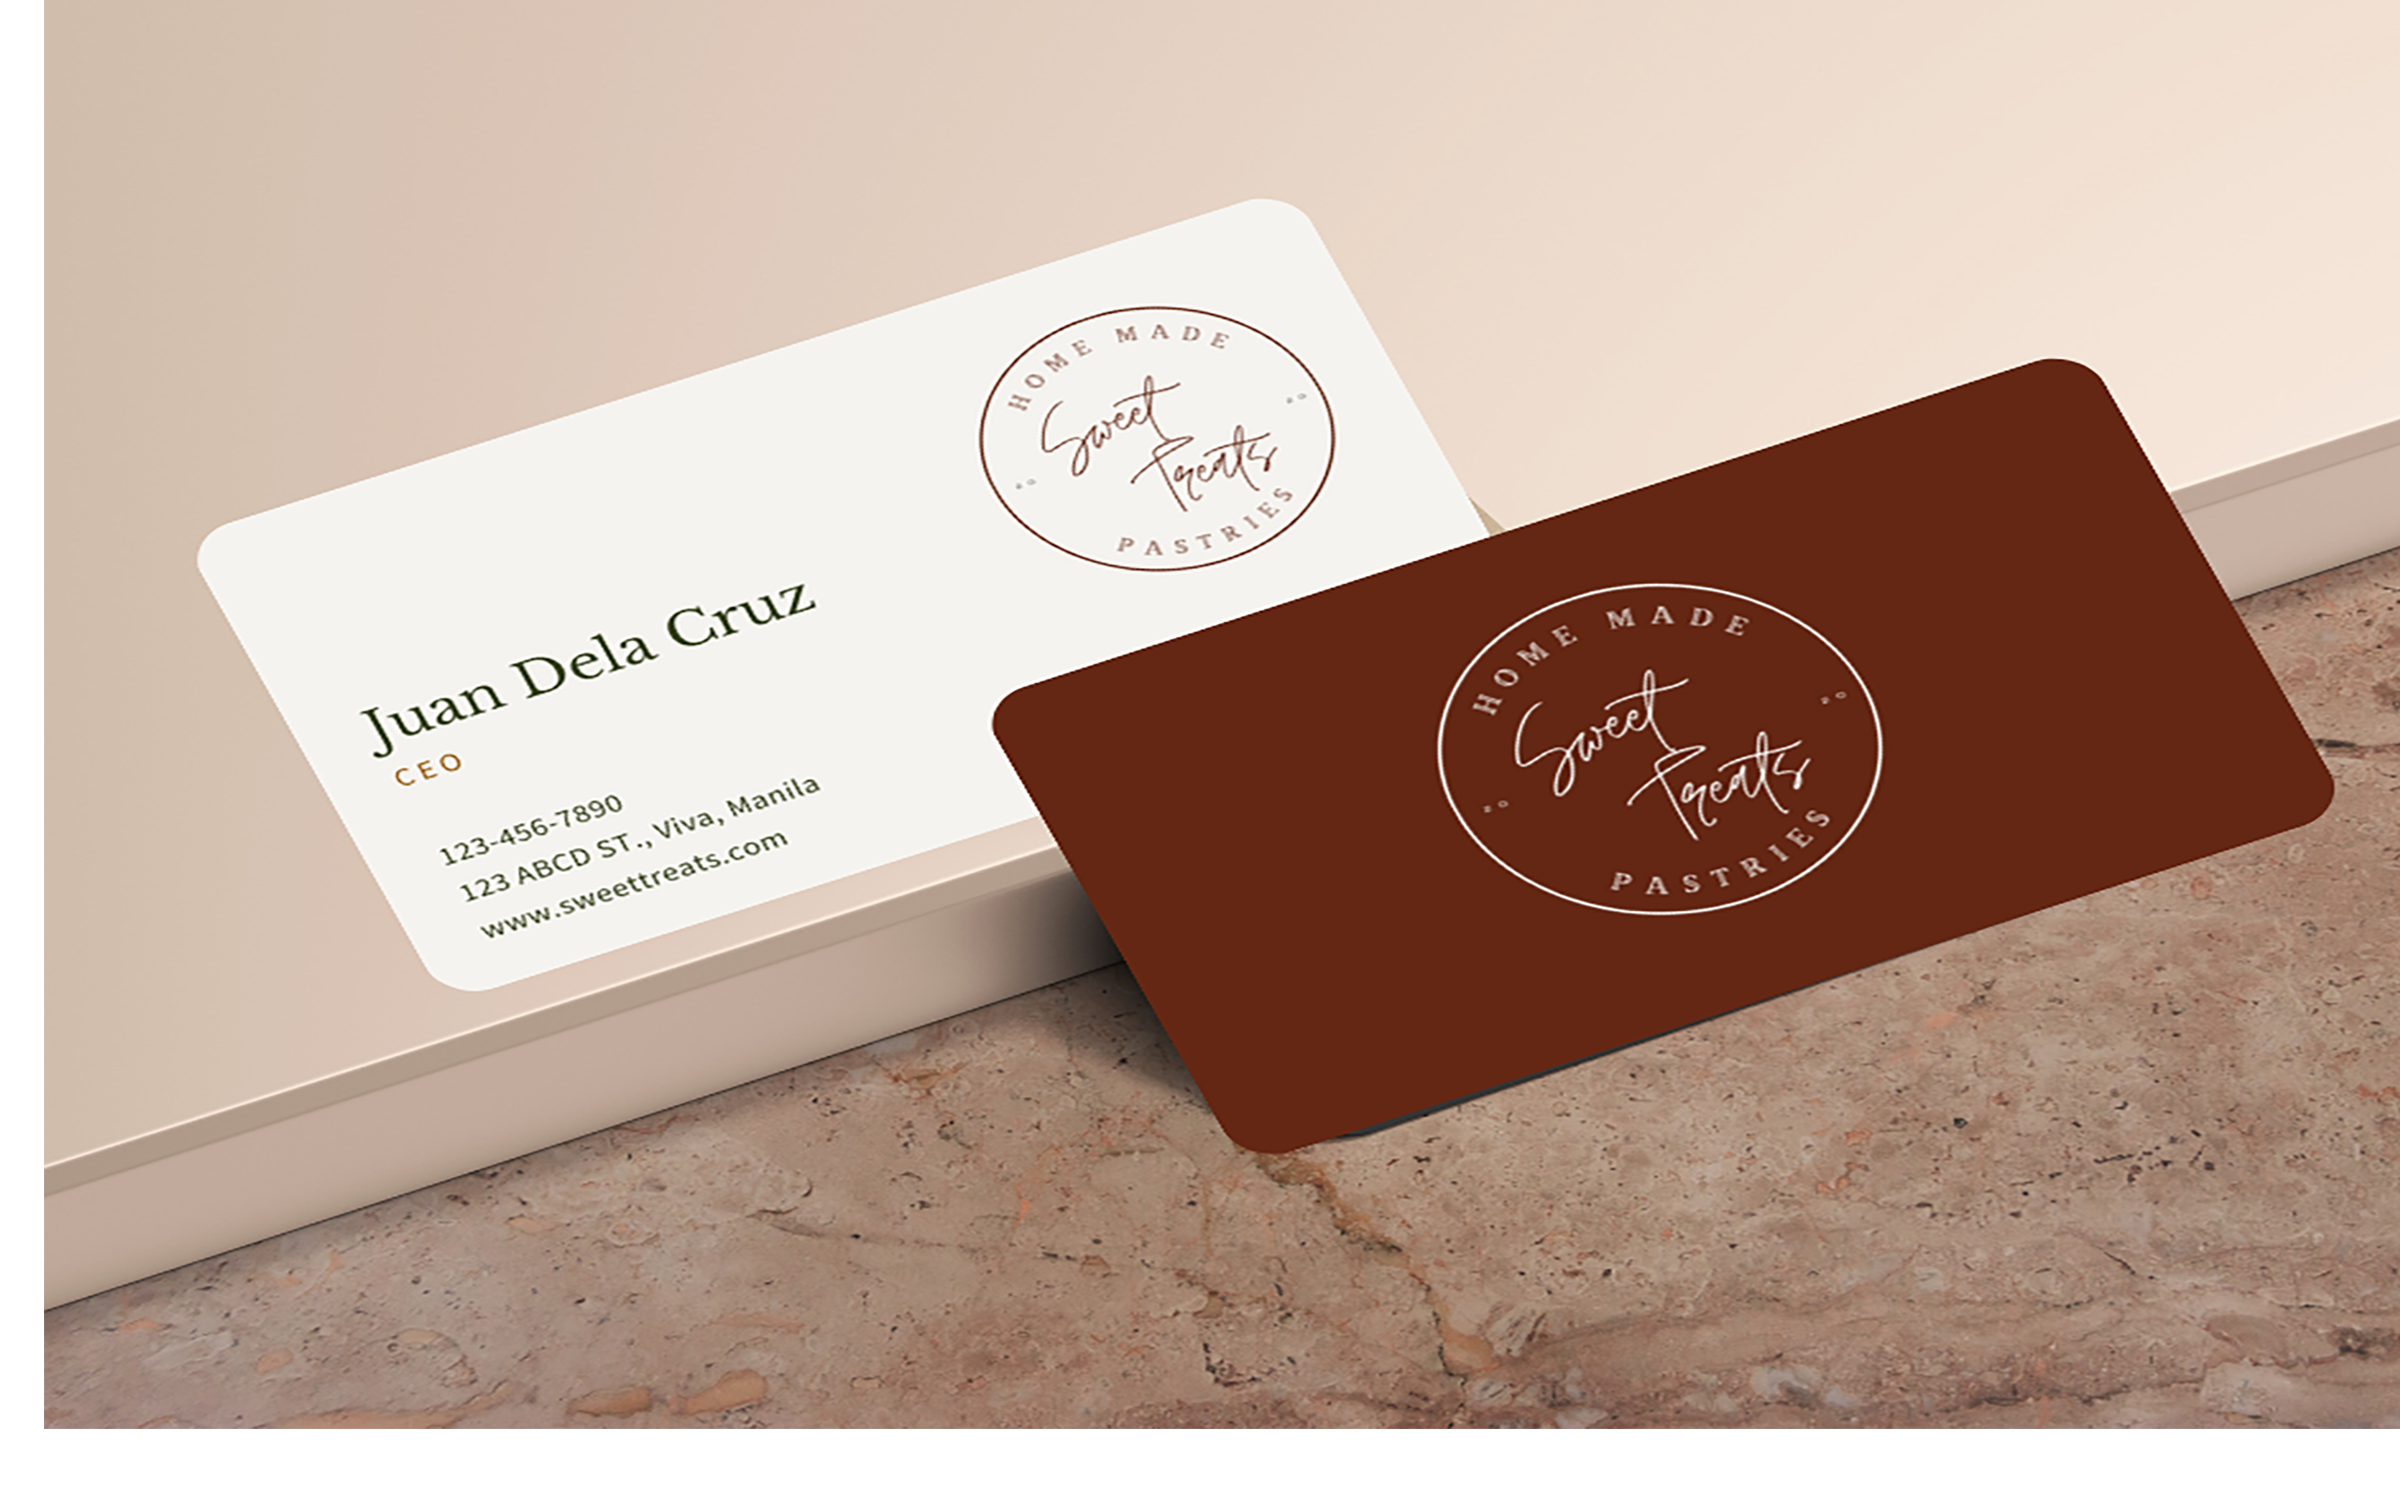 HOME MADE
Sweet
Treats
PASTRIES
Juan Dela Cruz
CEO
123-456-7890
123 ABCD ST., Viva, Manila
www.sweettreats.com
HOME MADE
Sweet
Treats
PASTRIES